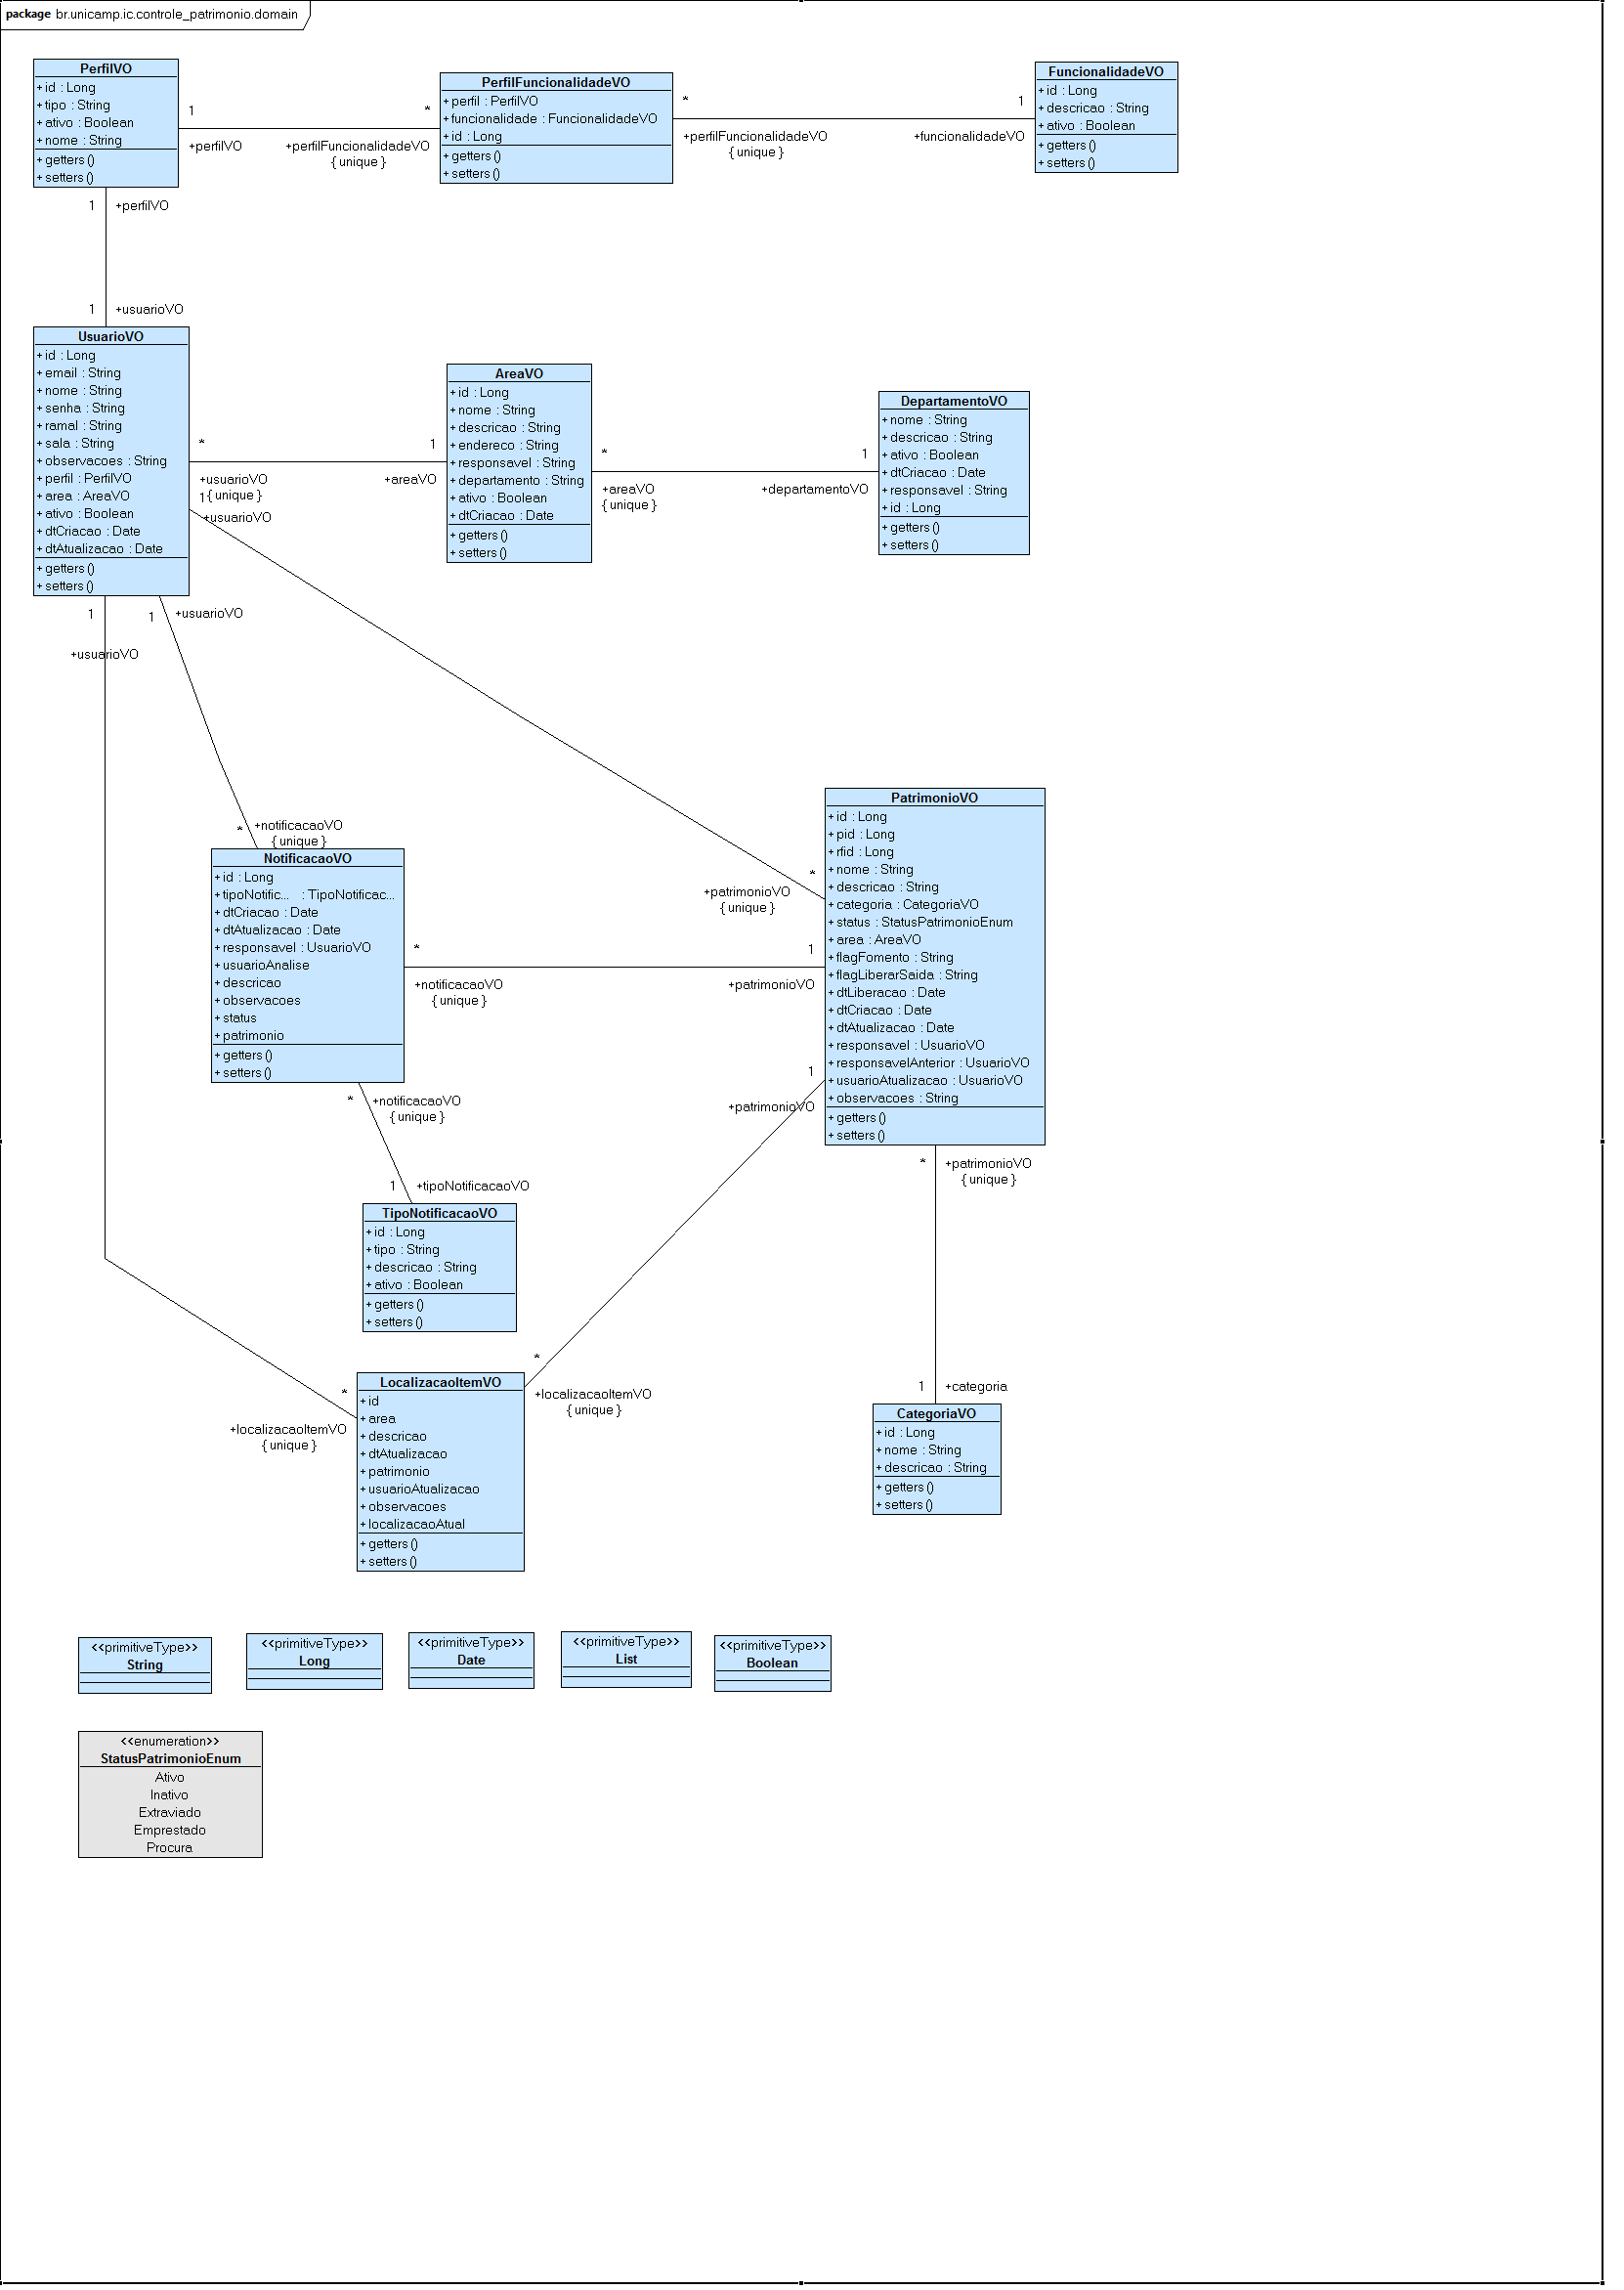 package br.unicamp.ic.controle_patrimonio.domain
PerfilVO
+ id : Long
+ tipo : String
+ ativo : Boolean
+ nome : String
+ getters ()
+ setters ()
1
+perfilVO
*
+perfilFuncionalidadeVO
{ unique }
PerfilFuncionalidadeVO
+ perfil : PerfilVO
+ funcionalidade : FuncionalidadeVO
+ id : Long
+ getters ()
+ setters ()
*
+perfilFuncionalidadeVO
{ unique }
1
+funcionalidadeVO
FuncionalidadeVO
+ id : Long
+ descricao : String
+ ativo : Boolean
+ getters ()
+ setters ()
1 +perfilVO
1 +usuarioVO
UsuarioVO
+ id : Long
+ email : String
+ nome : String
+ senha : String
+ ramal : String
+ sala : String
+ observacoes : String
+ perfil : PerfilVO
+ area : AreaVO
+ ativo : Boolean
+ dtCriacao : Date
+ dtAtualizacao : Date
+ getters ()
+ setters ()
*
+usuarioVO
{ unique }
1
+usuarioVO
1
+areaVO
AreaVO
+ id : Long
+ nome : String
+ descricao : String
+ endereco : String
+ responsavel : String
+ departamento : String
+ ativo : Boolean
+ dtCriacao : Date
+ getters ()
+ setters ()
*
+areaVO
{ unique }
1
+departamentoVO
DepartamentoVO
+ nome : String
+ descricao : String
+ ativo : Boolean
+ dtCriacao : Date
+ responsavel : String
+ id : Long
+ getters ()
+ setters ()
1
+usuarioVO
1 +usuarioVO
* +notificacaoVO
{ unique }
NotificacaoVO
+ id : Long
+ tipoNotific... : TipoNotificac...
+ dtCriacao : Date
+ dtAtualizacao : Date
+ responsavel : UsuarioVO
+ usuarioAnalise
+ descricao
+ observacoes
+ status
+ patrimonio
+ getters ()
+ setters ()
*
+patrimonioVO
{ unique }
*
+notificacaoVO
{ unique }
1
+patrimonioVO
1
+patrimonioVO
PatrimonioVO
+ id : Long
+ pid : Long
+ rfid : Long
+ nome : String
+ descricao : String
+ categoria : CategoriaVO
+ status : StatusPatrimonioEnum
+ area : AreaVO
+ flagFomento : String
+ flagLiberarSaida : String
+ dtLiberacao : Date
+ dtCriacao : Date
+ dtAtualizacao : Date
+ responsavel : UsuarioVO
+ responsavelAnterior : UsuarioVO
+ usuarioAtualizacao : UsuarioVO
+ observacoes : String
+ getters ()
+ setters ()
* +notificacaoVO
{ unique }
1 +tipoNotificacaoVO
TipoNotificacaoVO
+ id : Long
+ tipo : String
+ descricao : String
+ ativo : Boolean
+ getters ()
+ setters ()
* +patrimonioVO
{ unique }
1 +categoria
CategoriaVO
+ id : Long
+ nome : String
+ descricao : String
+ getters ()
+ setters ()
*
+localizacaoItemVO
{ unique }
*
+localizacaoItemVO
{ unique }
LocalizacaoItemVO
+ id
+ area
+ descricao
+ dtAtualizacao
+ patrimonio
+ usuarioAtualizacao
+ observacoes
+ localizacaoAtual
+ getters ()
+ setters ()
<<primitiveType>>
String
<<primitiveType>>
Long
<<primitiveType>>
Date
<<primitiveType>>
List
<<primitiveType>>
Boolean
<<enumeration>>
StatusPatrimonioEnum
Ativo
Inativo
Extraviado
Emprestado
Procura